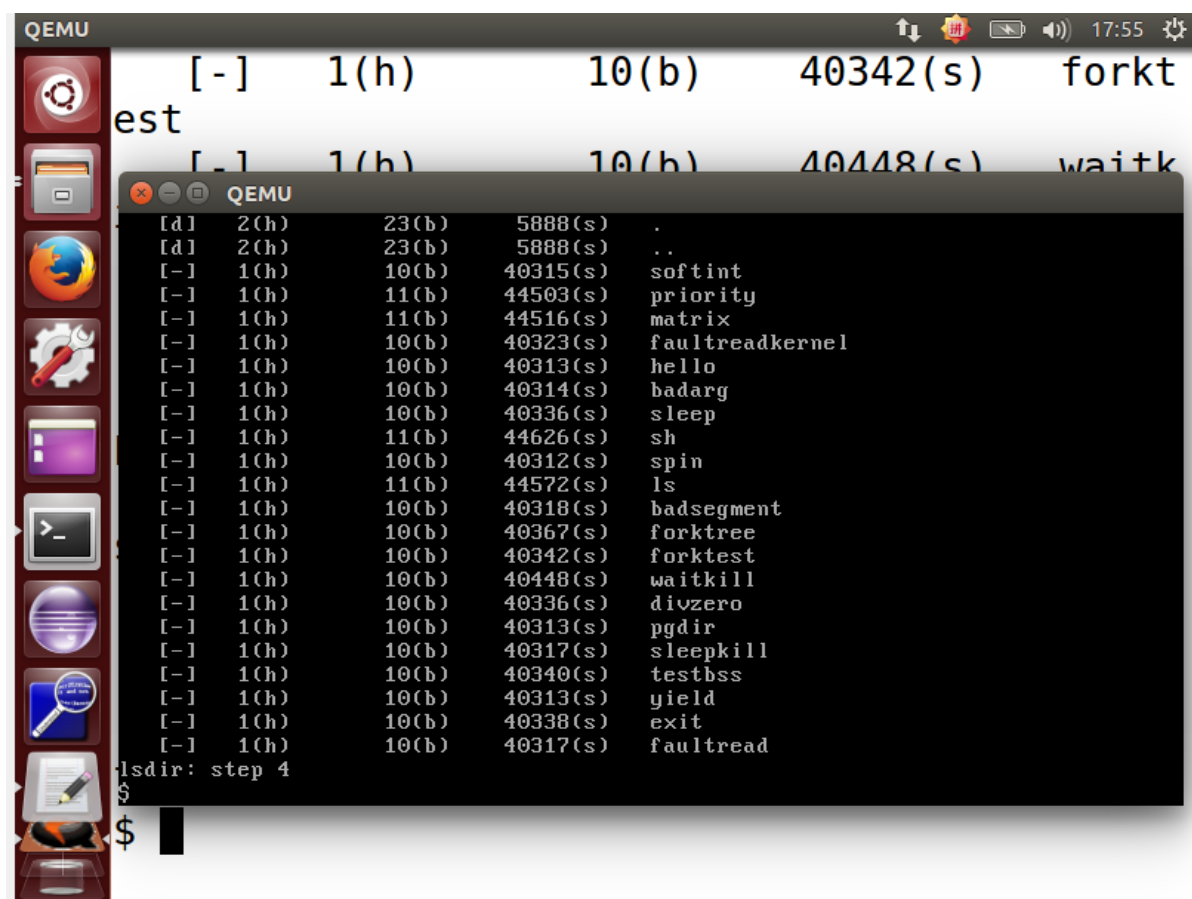 QEMU 17:55
[-] 1(h) 10(b) 40342(s) forkt
est
[-] 1(h) 10(b) 40448(s) waitk
QEMU
[d] 2(h) 23(b) 5888(s) .
[d] 2(h) 23(b) 5888(s) ..
[-] 1(h) 10(b) 40315(s) softint
[-] 1(h) 11(b) 44503(s) priority
[-] 1(h) 11(b) 44516(s) matrix
[-] 1(h) 10(b) 40323(s) faultreadkernel
[-] 1(h) 10(b) 40313(s) hello
[-] 1(h) 10(b) 40314(s) badarg
[-] 1(h) 10(b) 40336(s) sleep
[-] 1(h) 11(b) 44626(s) sh
[-] 1(h) 10(b) 40312(s) spin
[-] 1(h) 11(b) 44572(s) ls
[-] 1(h) 10(b) 40318(s) badsegment
[-] 1(h) 10(b) 40367(s) forktree
[-] 1(h) 10(b) 40342(s) forktest
[-] 1(h) 10(b) 40448(s) waitkill
[-] 1(h) 10(b) 40336(s) divzero
[-] 1(h) 10(b) 40313(s) pgdir
[-] 1(h) 10(b) 40317(s) sleepkill
[-] 1(h) 10(b) 40340(s) testbss
[-] 1(h) 10(b) 40313(s) yield
[-] 1(h) 10(b) 40338(s) exit
[-] 1(h) 10(b) 40317(s) faultread
lsdir: step 4
$
$